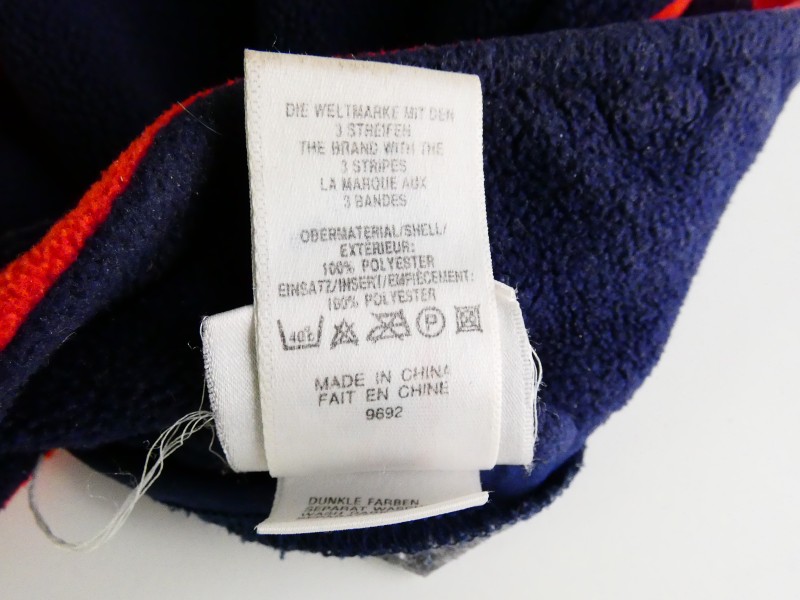 DIE WELTMARKE MIT DEN
3 STREIFEN
THE BRAND WITH THE
3 STRIPES
LA MARQUE AUX
3 BANDES
OBERMATERIAL/SHELL/
EXTÉRIEUR:
100% POLYESTER
EINSATZ/INSERT/EMPIÈCEMENT:
100% POLYESTER
40°C P
MADE IN CHINA
FAIT EN CHINE
9692
DUNKLE FARBEN
SEPARAT